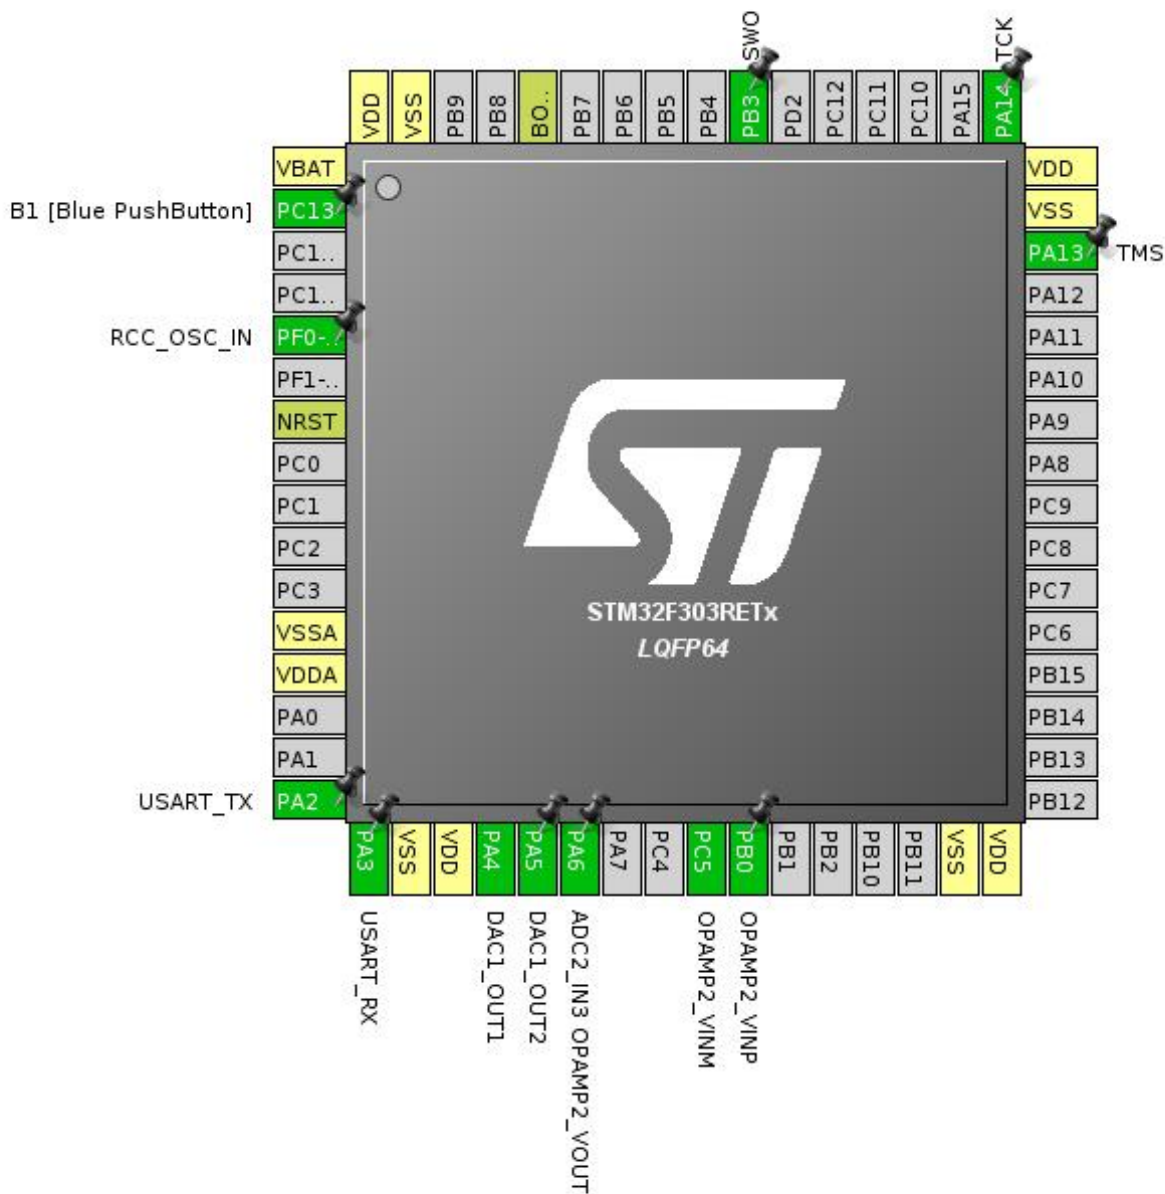 SWO
TCK
VDD
VSS
PB9
PB8
BO..
PB7
PB6
PB5
PB4
PB3
PD2
PC12
PC11
PC10
PA15
PA14
VBAT
B1 [Blue PushButton]
PC13
PC1..
PC1..
RCC_OSC_IN
PF0-..
PF1-..
NRST
PC0
PC1
PC2
PC3
VSSA
VDDA
PA0
PA1
USART_TX
PA2
VDD
VSS
PA13
TMS
PA12
PA11
PA10
PA9
PA8
PC9
PC8
PC7
PC6
PB15
PB14
PB13
PB12
ST
STM32F303RETx
LQFP64
PA3
VSS
VDD
PA4
PA5
PA6
PA7
PC4
PC5
PB0
PB1
PB2
PB10
PB11
VSS
VDD
USART_RX
DAC1_OUT1
DAC1_OUT2
ADC2_IN3 OPAMP2_VOUT
OPAMP2_VINM
OPAMP2_VINP